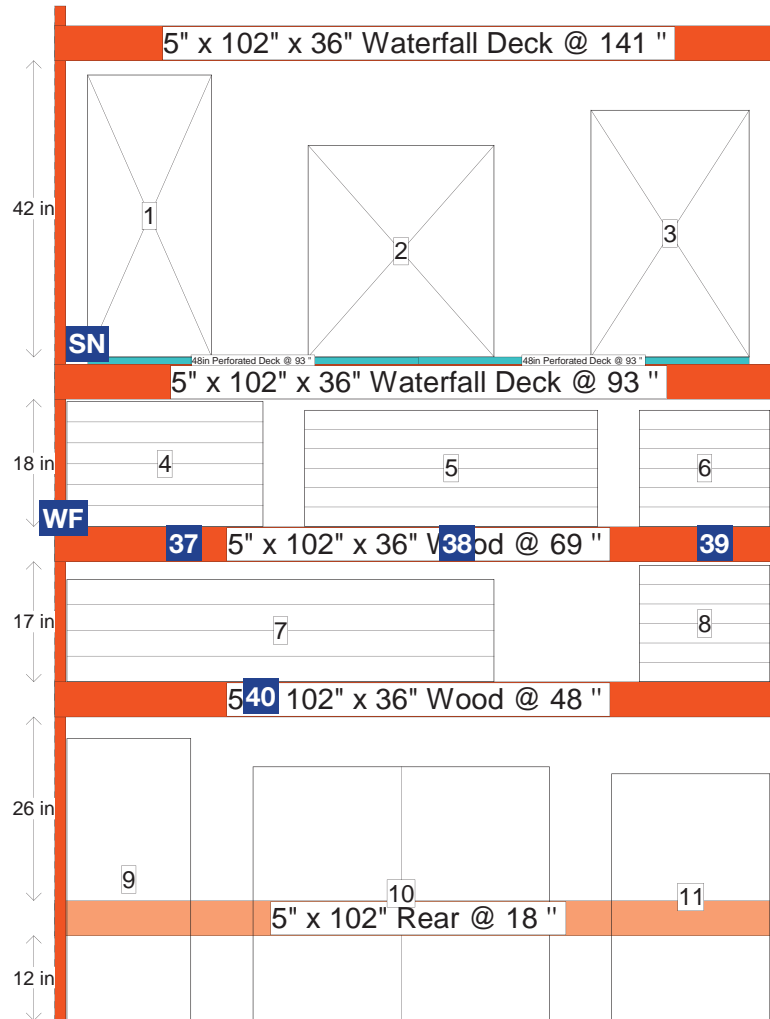 5" x 102" x 36" Waterfall Deck @ 141 "
42 in
1
2
3
SN
48in Perforated Deck @ 93 "
48in Perforated Deck @ 93 "
5" x 102" x 36" Waterfall Deck @ 93 "
18 in
4
5
6
WF
37
5" x 102" x 36" W od @ 69 "
38
39
17 in
7
8
5 102" x 36" Wood @ 48 "
40
26 in
9
10
11
5" x 102" Rear @ 18 "
12 in